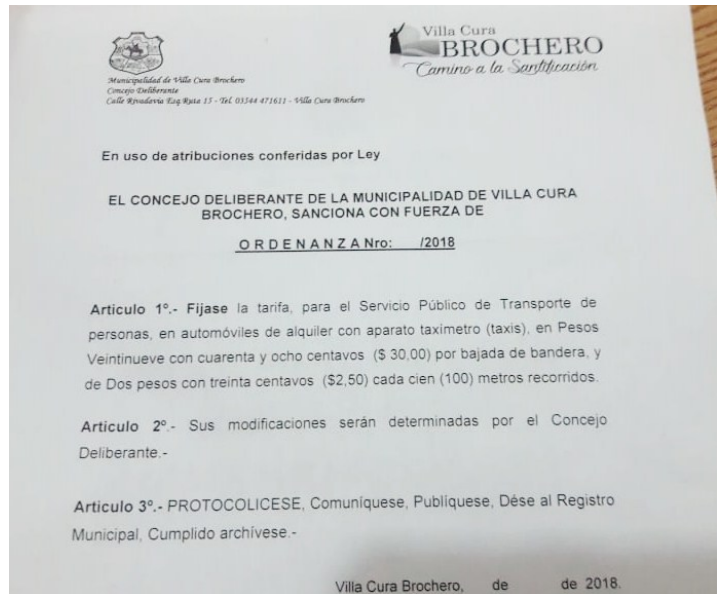 Villa Cura
BROCHERO
Camino a la Santificación
Municipalidad de Villa Cura Brochero
Concejo Deliberante
Calle Rivadavia Esq Ruta 15 - Tel. 03544 471611 - Villa Cura Brochero
En uso de atribuciones conferidas por Ley
EL CONCEJO DELIBERANTE DE LA MUNICIPALIDAD DE VILLA CURA
BROCHERO, SANCIONA CON FUERZA DE
O R D E N A N Z A Nro: /2018
Articulo 1º.- Fijase la tarifa, para el Servicio Público de Transporte de
personas, en automóviles de alquiler con aparato taxímetro (taxis), en Pesos
Veintinueve con cuarenta y ocho centavos ($ 30,00) por bajada de bandera, y
de Dos pesos con treinta centavos ($2,50) cada cien (100) metros recorridos.
Articulo 2º.- Sus modificaciones serán determinadas por el Concejo
Deliberante.-
Articulo 3º.- PROTOCOLICESE, Comuníquese, Publíquese, Dése al Registro
Municipal, Cumplido archívese.-
Villa Cura Brochero, de de 2018.